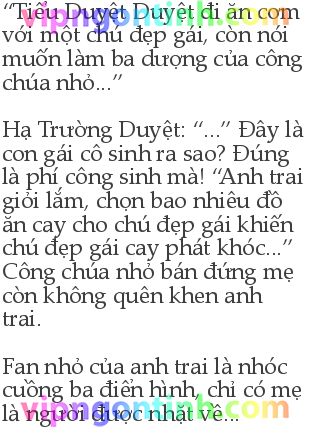 “Tiểu Duyệt Duyệt đi ăn cơm
với một chú đẹp gái, còn nói
muốn làm ba dượng của công
chúa nhỏ...”
Hạ Trường Duyệt: “...” Đây là
con gái cô sinh ra sao? Đúng
là phí công sinh mà! “Anh trai
giỏi lắm, chọn bao nhiêu đồ
ăn cay cho chú đẹp gái khiến
chú đẹp gái cay phát khóc...”
Công chúa nhỏ bán đứng mẹ
còn không quên khen anh
trai.
Fan nhỏ của anh trai là nhóc
cuồng ba điển hình, chỉ có mẹ
là người được nhặt về...
vipngontinh.com
vipngontinh.com